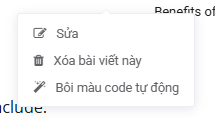 Benefits of
Sửa
Xóa bài viết này
Bôi màu code tự động
nclude: